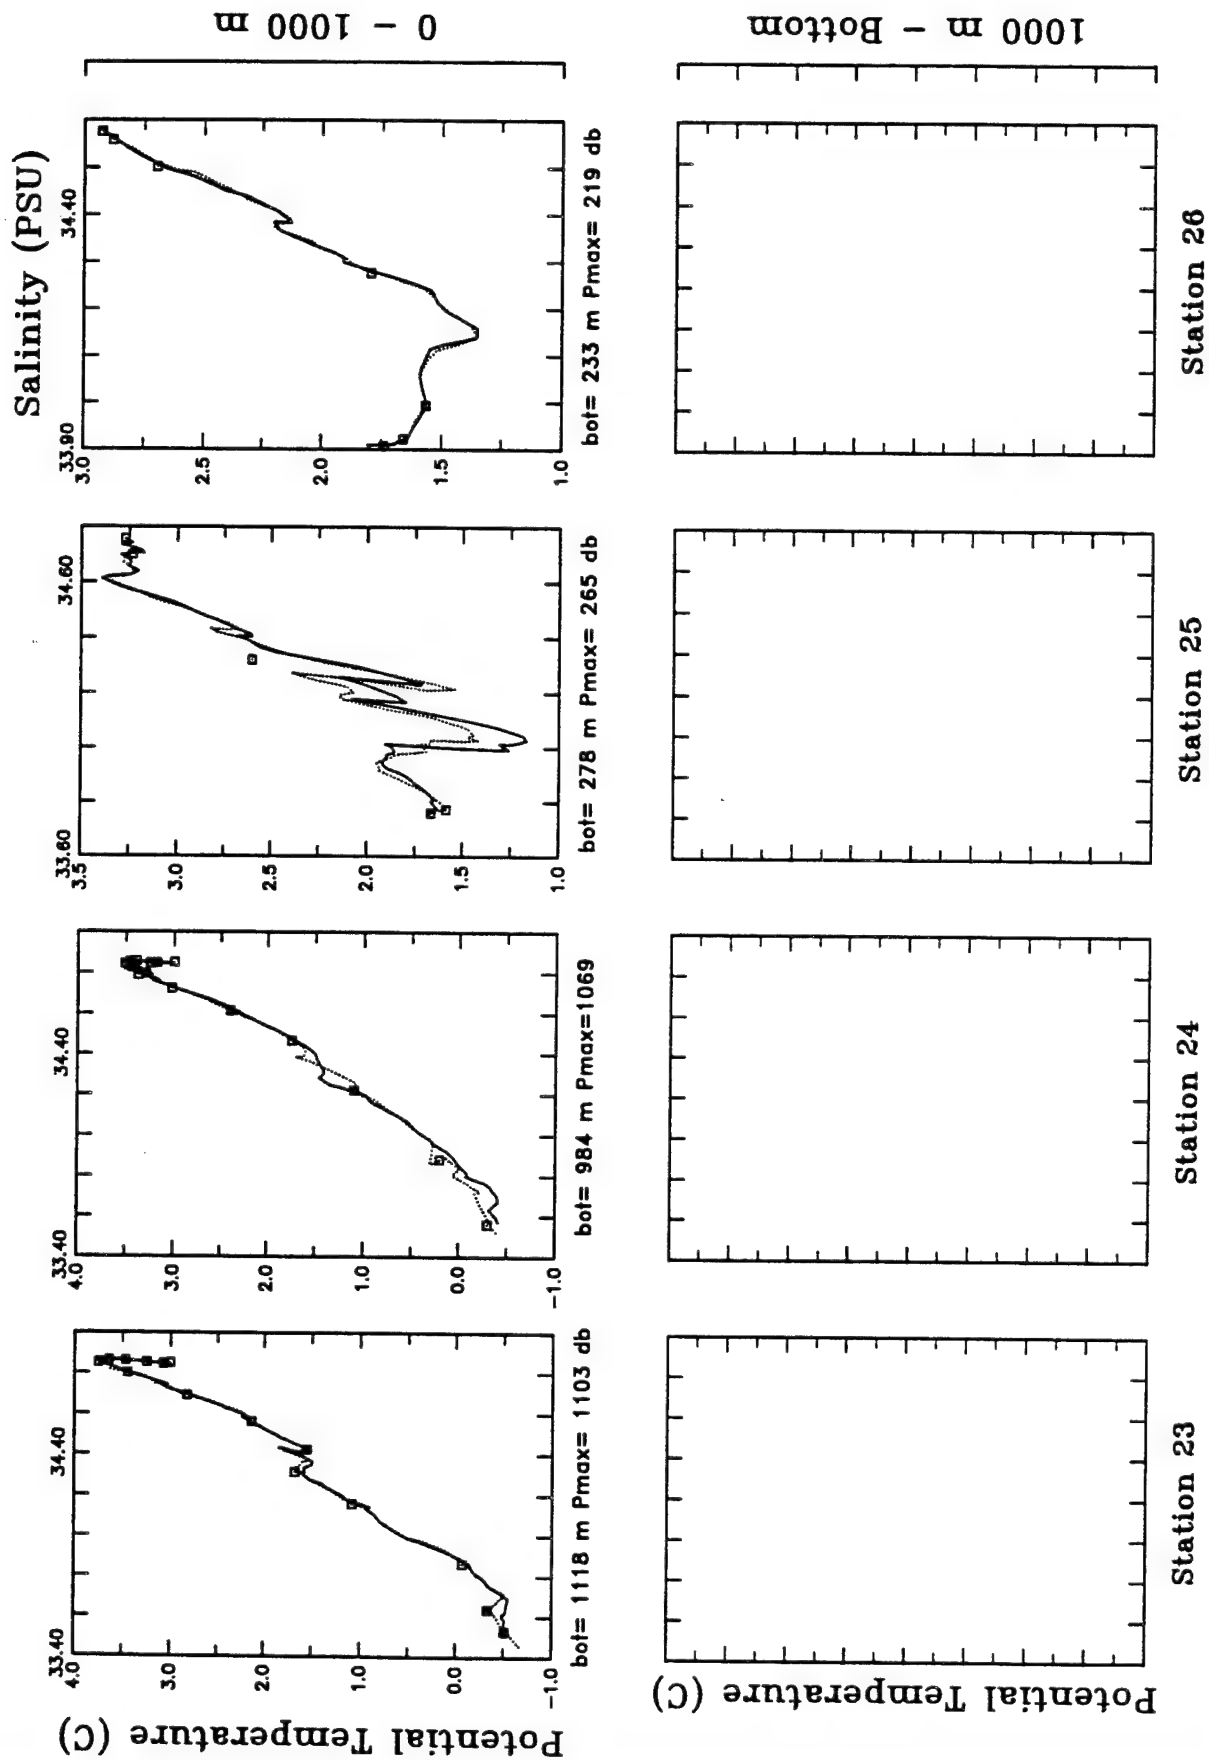 Salinity (PSU)
0 - 1000 m
1000 m - Bottom
Potential Temperature (C)
Potential Temperature (C)
33.40
34.40
4.0
3.0
2.0
1.0
0.0
-1.0
bot= 1118 m Pmax= 1103 db
Station 23
33.40
34.40
4.0
3.0
2.0
1.0
0.0
-1.0
bot= 984 m Pmax=1069
Station 24
33.60
34.60
3.5
3.0
2.5
2.0
1.5
1.0
bot= 278 m Pmax= 265 db
Station 25
33.90
34.40
3.0
2.5
2.0
1.5
1.0
bot= 233 m Pmax= 219 db
Station 26